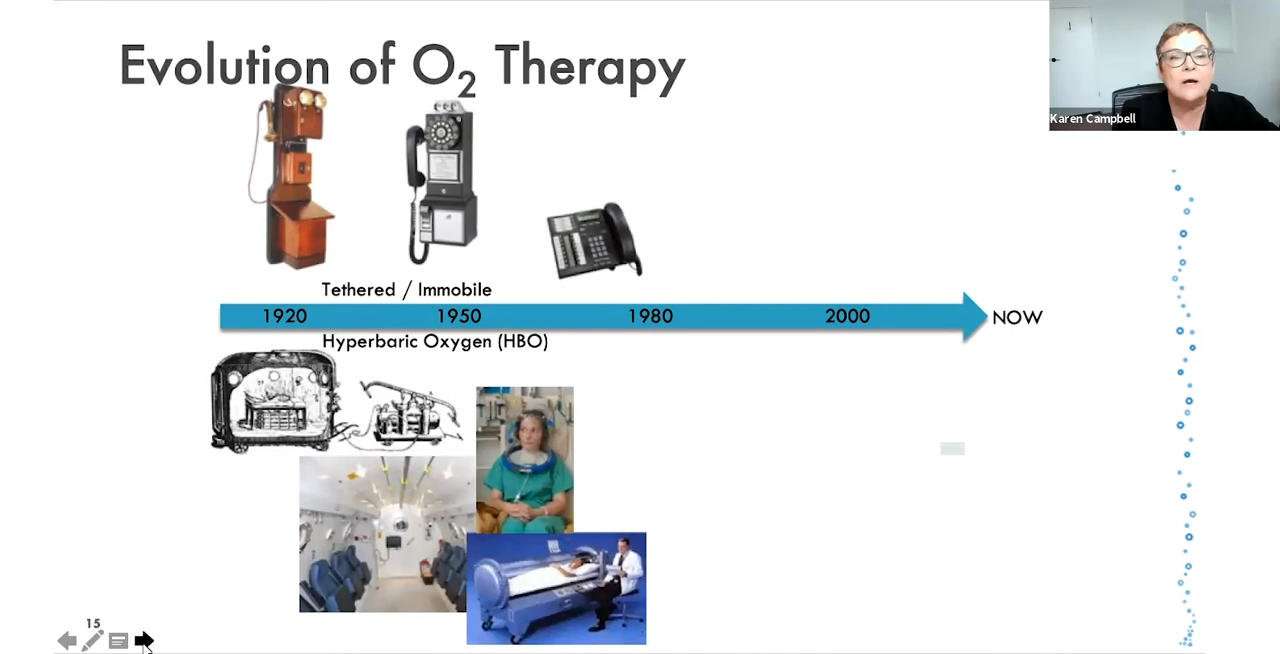 Evolution of O₂ Therapy
Karen Campbell
Tethered / Immobile
1920 1950 1980 2000 NOW
Hyperbaric Oxygen (HBO)
15